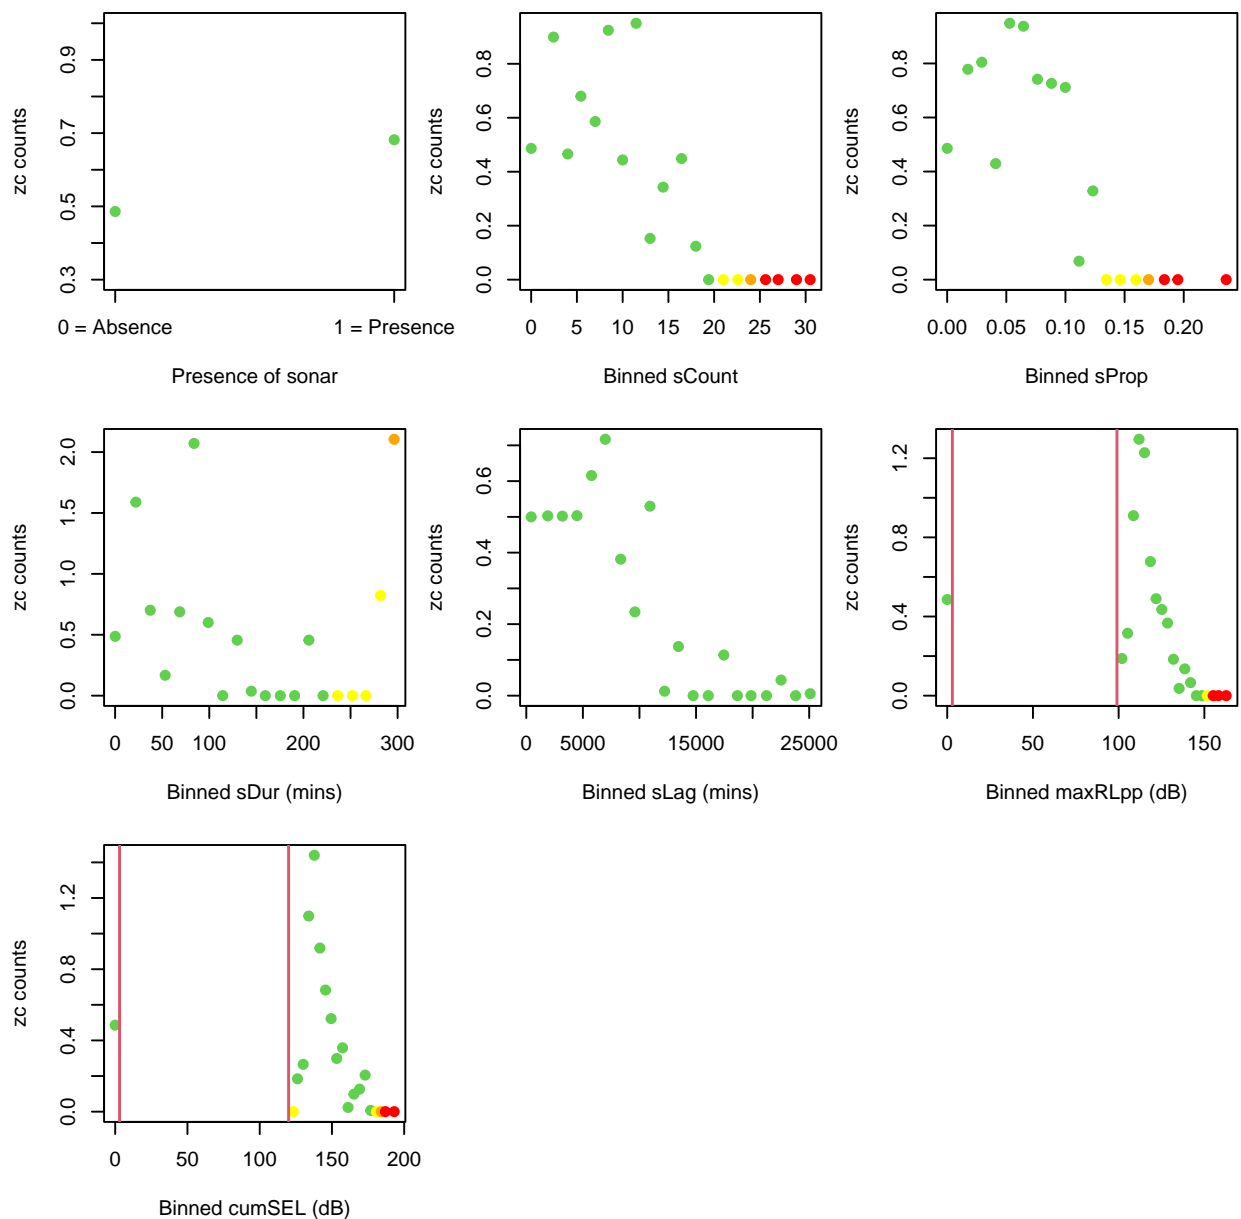 zc counts
0.3 0.5 0.7 0.9
0 = Absence 1 = Presence
Presence of sonar
zc counts
0.0 0.2 0.4 0.6 0.8
0 5 10 15 20 25 30
Binned sCount
zc counts
0.0 0.2 0.4 0.6 0.8
0.00 0.05 0.10 0.15 0.20
Binned sProp
zc counts
0.0 0.5 1.0 1.5 2.0
0 50 100 200 300
Binned sDur (mins)
zc counts
0.0 0.2 0.4 0.6
0 5000 15000 25000
Binned sLag (mins)
zc counts
0.0 0.4 0.8 1.2
0 50 100 150
Binned maxRLpp (dB)
zc counts
0.0 0.4 0.8 1.2
0 50 100 150 200
Binned cumSEL (dB)